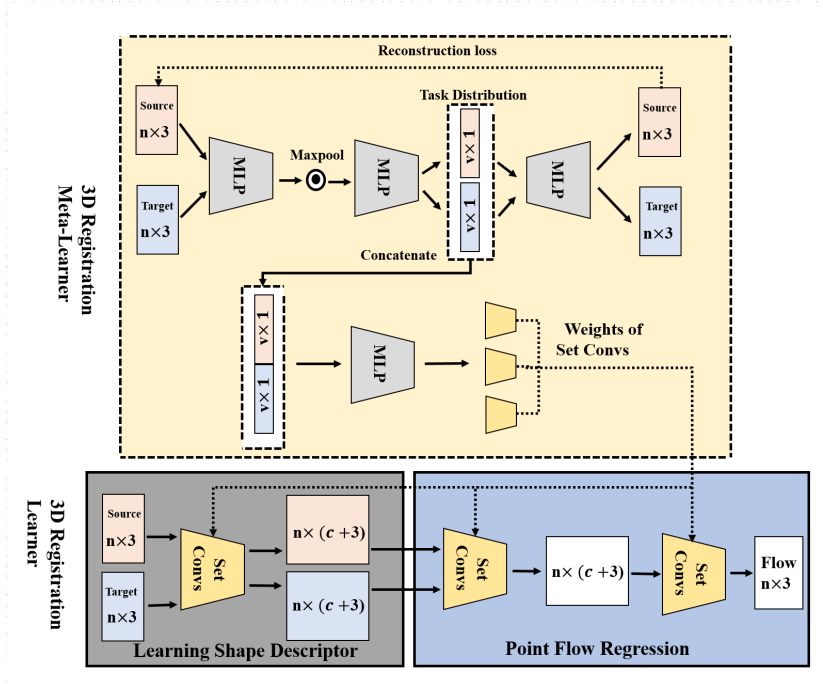 Reconstruction loss
Source
n×3
Target
n×3
MLP
Maxpool
MLP
Task Distribution
v×1
v×1
MLP
Source
n×3
Target
n×3
3D Registration
Meta-Learner
Concatenate
v×1
v×1
MLP
Weights of
Set Convs
3D Registration
Learner
Source
n×3
Target
n×3
Set
Convs
n× (c +3)
n× (c +3)
Learning Shape Descriptor
Set
Convs
n× (c +3)
Set
Convs
Flow
n×3
Point Flow Regression